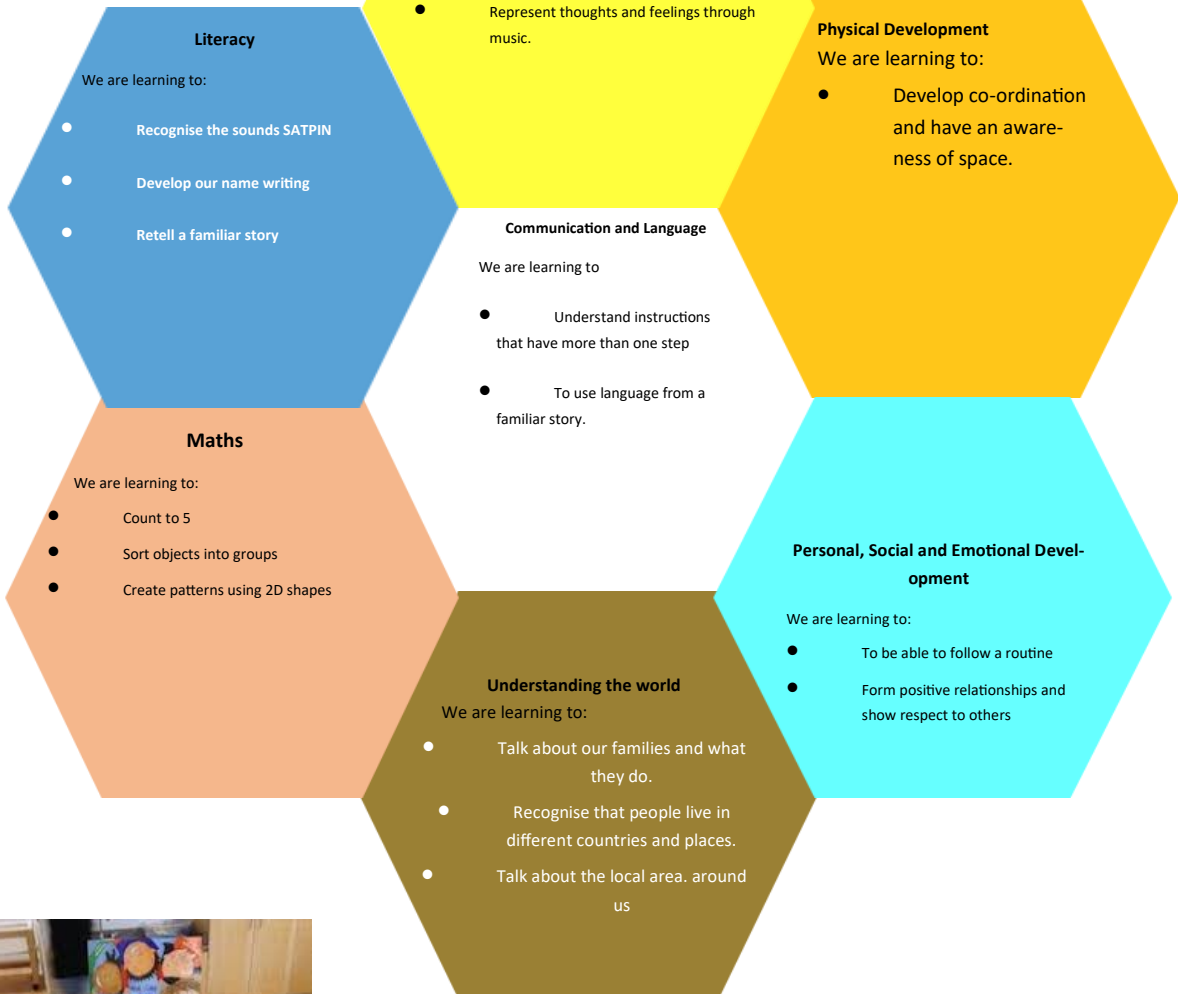 Represent thoughts and feelings through
music.
Literacy
We are learning to:
Recognise the sounds SATPIN
Develop our name writing
Retell a familiar story
Physical Development
We are learning to:
● Develop co-ordination
and have an aware-
ness of space.
Communication and Language
We are learning to
● Understand instructions
that have more than one step
● To use language from a
familiar story.
Maths
We are learning to:
● Count to 5
● Sort objects into groups
● Create patterns using 2D shapes
Personal, Social and Emotional Devel-
opment
We are learning to:
● To be able to follow a routine
● Form positive relationships and
show respect to others
Understanding the world
We are learning to:
● Talk about our families and what
they do.
● Recognise that people live in
different countries and places.
● Talk about the local area. around
us